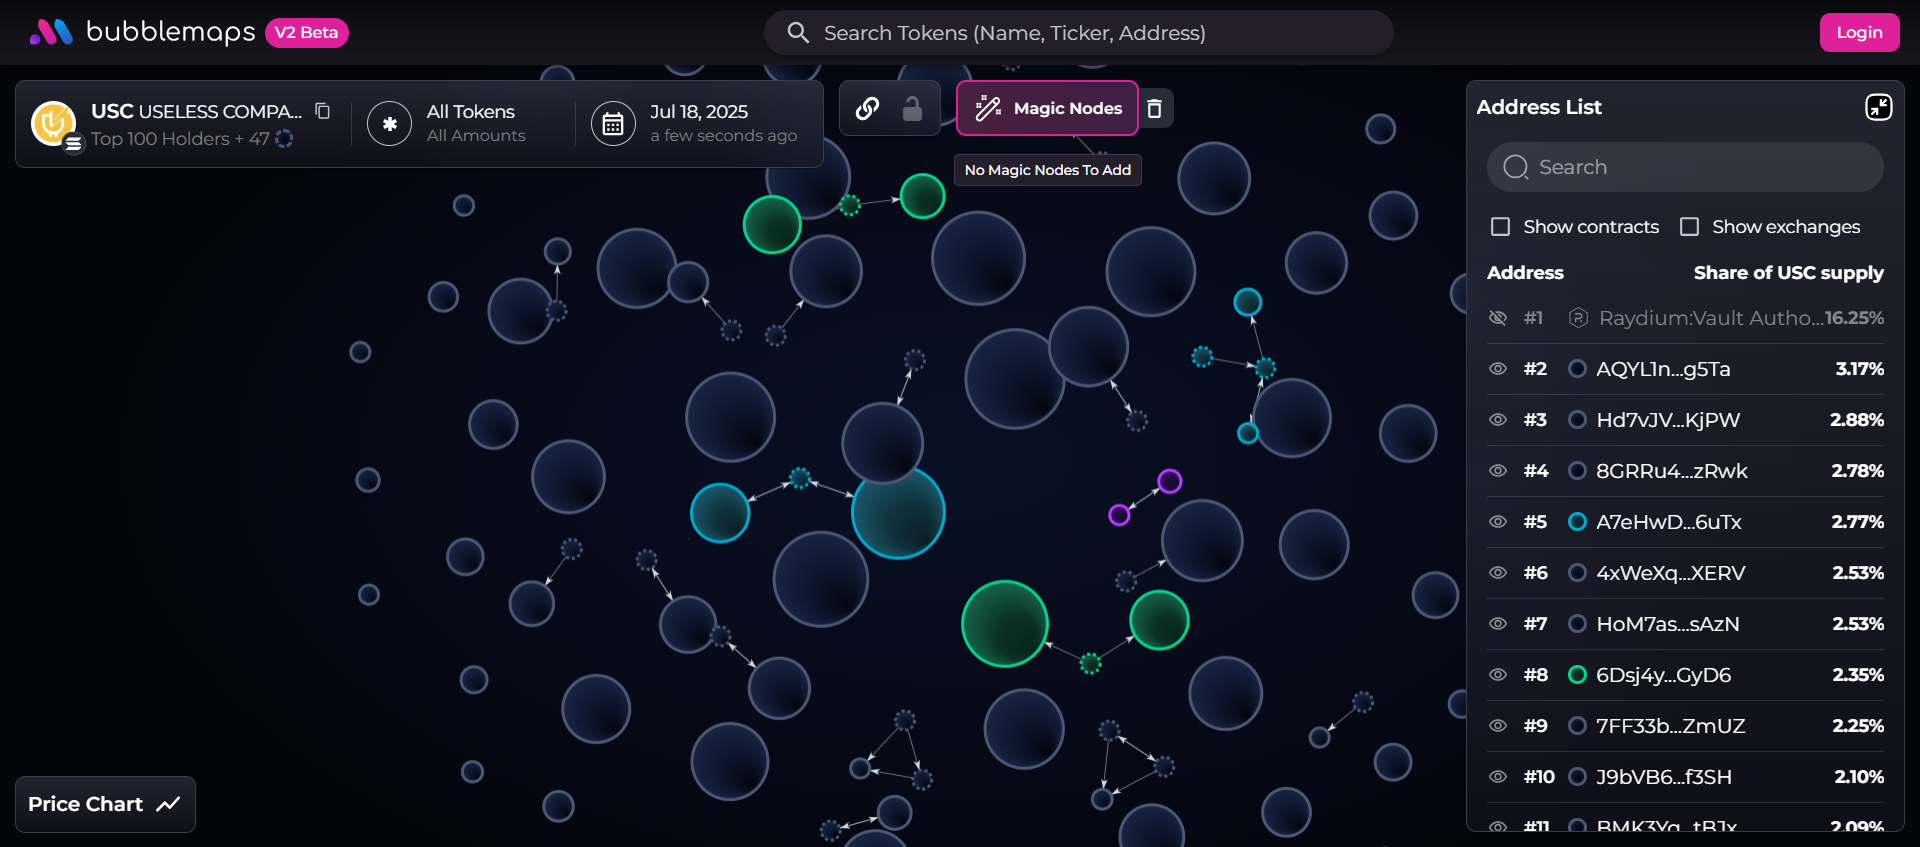 bubblemaps V2 Beta
Search Tokens (Name, Ticker, Address)
Login
USC USELESS COMPA...
Top 100 Holders + 47
All Tokens
All Amounts
Jul 18, 2025
a few seconds ago
Magic Nodes
No Magic Nodes To Add
Address List
Search
Show contracts Show exchanges
Address Share of USC supply
#1 Raydium:Vault Autho... 16.25%
#2 AQYL1n...g5Ta 3.17%
#3 Hd7vJV...KjPW 2.88%
#4 8GRRu4...zRwk 2.78%
#5 A7eHwD...6uTx 2.77%
#6 4xWeXq...XERV 2.53%
#7 HoM7as...sAzN 2.53%
#8 6Dsj4y...GyD6 2.35%
#9 7FF33b...ZmUZ 2.25%
#10 J9bVB6...f3SH 2.10%
#11 2.09%
Price Chart